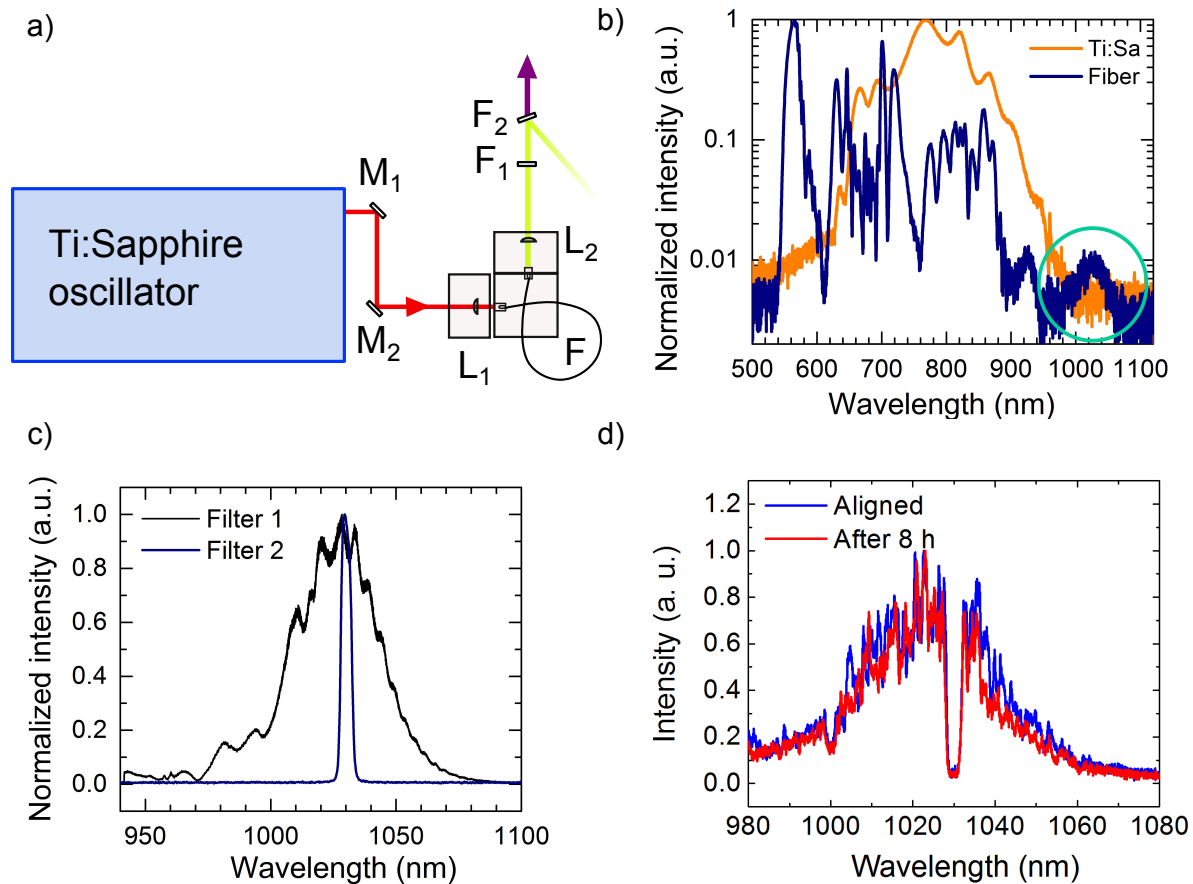 a)
Ti:Sapphire
oscillator
M1
M2
L1
L2
F
F1
F2
b)
Normalized intensity (a.u.)
1
0.1
0.01
Ti:Sa
Fiber
500 600 700 800 900 1000 1100
Wavelength (nm)
c)
Normalized intensity (a.u.)
1.0
0.8
0.6
0.4
0.2
0.0
Filter 1
Filter 2
950 1000 1050 1100
Wavelength (nm)
d)
Intensity (a. u.)
1.2
1.0
0.8
0.6
0.4
0.2
0.0
Aligned
After 8 h
980 1000 1020 1040 1060 1080
Wavelength (nm)